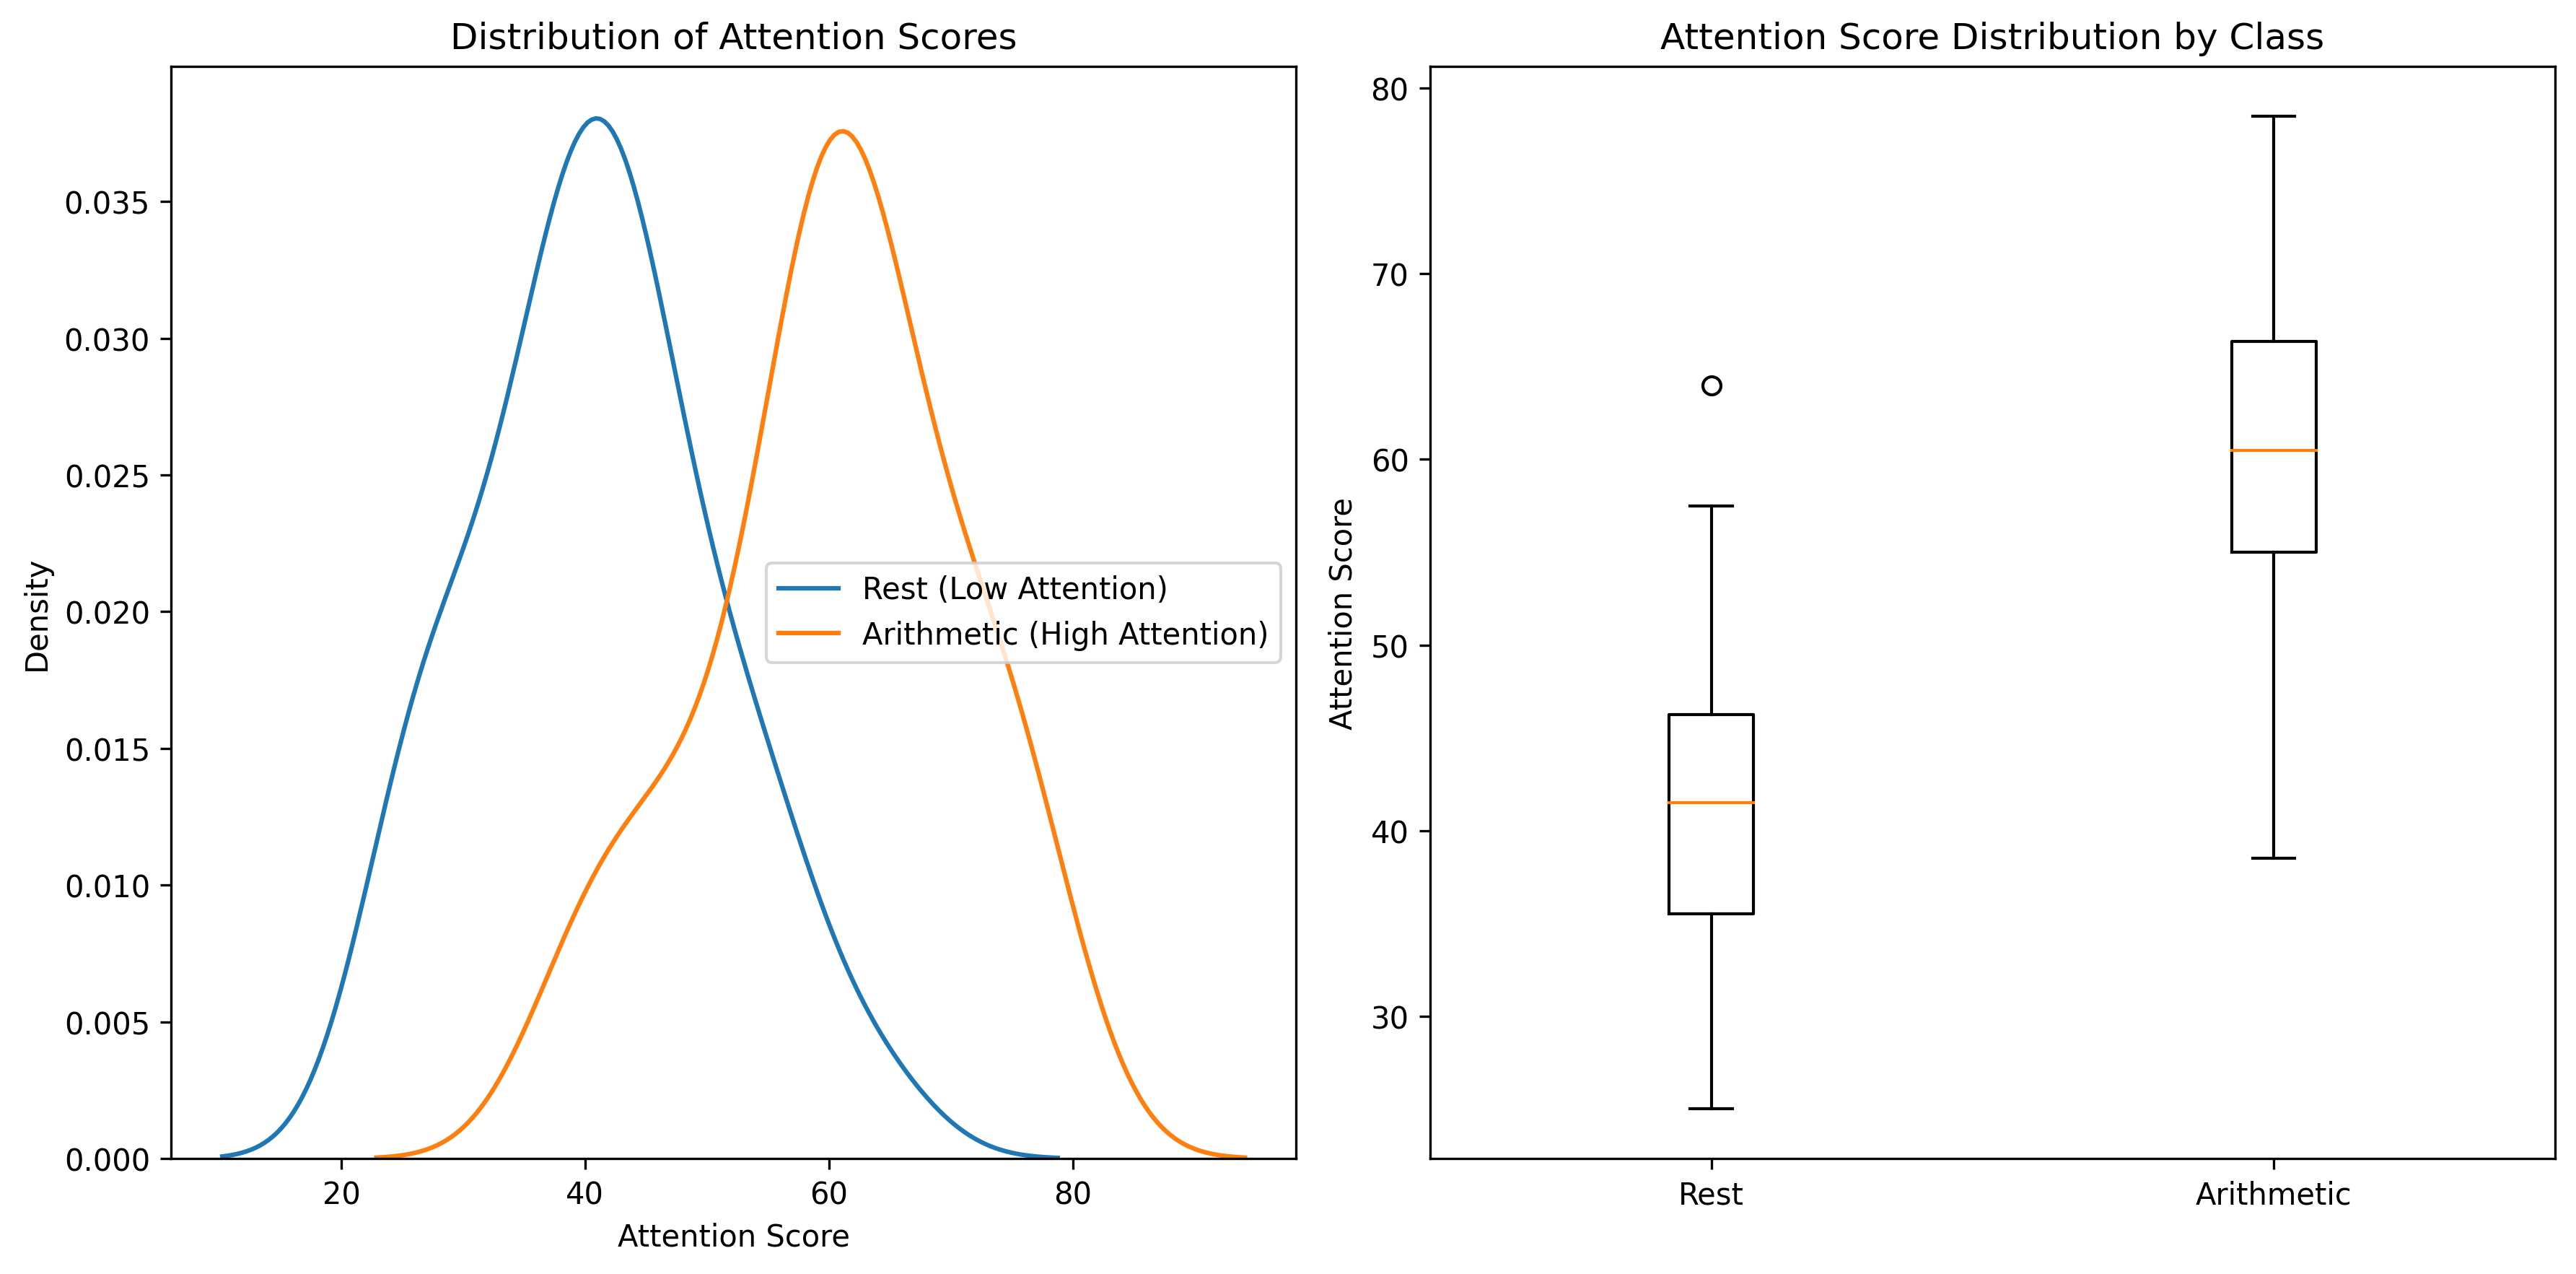 Distribution of Attention Scores
Density
0.035
0.030
0.025
0.020
0.015
0.010
0.005
0.000
Rest (Low Attention)
Arithmetic (High Attention)
20 40 60 80
Attention Score
Attention Score Distribution by Class
Attention Score
80
70
60
50
40
30
Rest Arithmetic